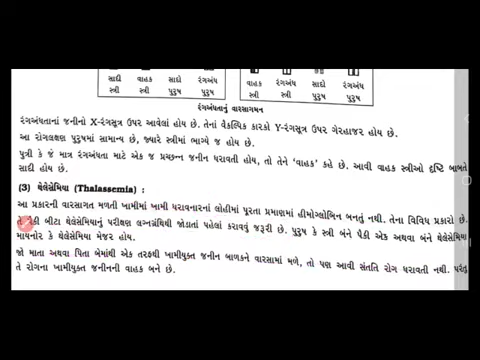 સાદી વાહક સાદો રંગઅંધ વાહક રંગઅંધ સાદો રંગઅંધ
સ્ત્રી સ્ત્રી પુરુષ પુરુષ સ્ત્રી સ્ત્રી પુરુષ પુરુષ
રંગઅંધતાનું વારસાગમન
રંગઅંધતાનાં જનીનો X-રંગસૂત્ર ઉપર આવેલાં હોય છે. તેનાં વૈકલ્પિક કારકો Y-રંગસૂત્ર ઉપર ગેરહાજર હોય છે.
આ રોગલક્ષણ પુરુષમાં સામાન્ય છે, જ્યારે સ્ત્રીમાં ભાગ્યે જ હોય છે.
પુત્રી કે જે માત્ર રંગઅંધતા માટે એક જ પ્રચ્છન્ન જનીન ધરાવતી હોય, તો તેને 'વાહક' કહે છે. આવી વાહક સ્ત્રીઓ દૃષ્ટિ બાબતે
સાદી હોય છે.
(3) થેલેસેમિયા (Thalassemia) :
આ પ્રકારની વારસાગત મળતી ખામીમાં ખામી ધરાવનારનાં લોહીમાં પૂરતા પ્રમાણમાં હીમોગ્લોબિન બનતું નથી. તેના વિવિધ પ્રકારો છે.
તે પૈકી બીટા થેલેસેમિયાનું પરીક્ષણ લગ્નગ્રંથિથી જોડાતાં પહેલાં કરાવવું જરૂરી છે. પુરુષ કે સ્ત્રી બંને પૈકી એક અથવા બંને થેલેસેમિયા
માયનોર કે થેલેસેમિયા મેજર હોય.
જો માતા અથવા પિતા બેમાંથી એક તરફથી ખામીયુક્ત જનીન બાળકને વારસામાં મળે, તો પણ આવી સંતતિ રોગ ધરાવતી નથી. પરંતુ
તે રોગના ખામીયુક્ત જનીનની વાહક બને છે.